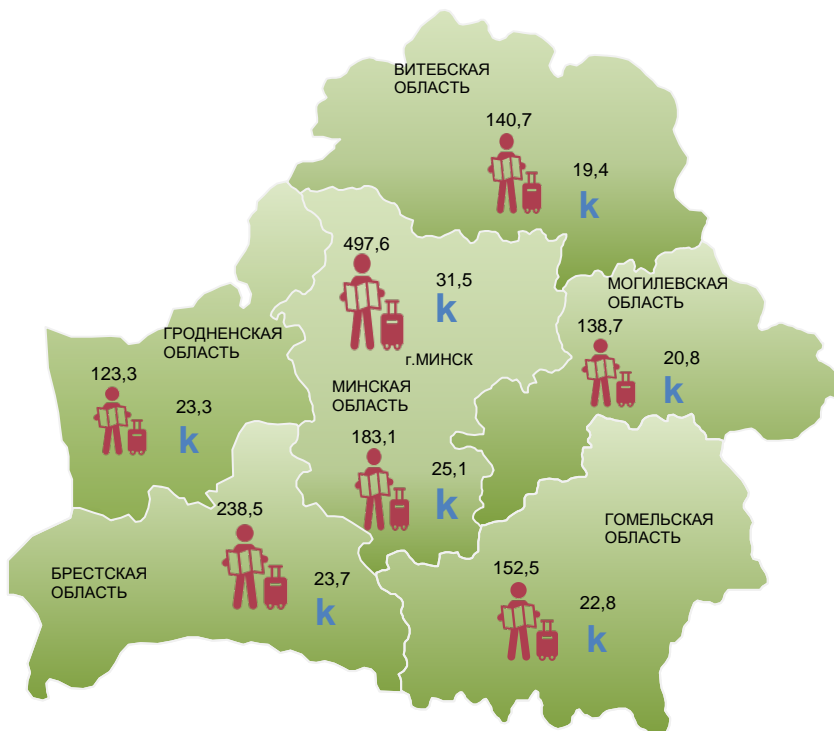 ВИТЕБСКАЯ
ОБЛАСТЬ
140,7
19,4
k
497,6
31,5
k
г.МИНСК
МОГИЛЕВСКАЯ
ОБЛАСТЬ
138,7
20,8
k
ГРОДНЕНСКАЯ
ОБЛАСТЬ
123,3
23,3
k
МИНСКАЯ
ОБЛАСТЬ
183,1
25,1
k
238,5
БРЕСТСКАЯ
ОБЛАСТЬ
23,7
k
ГОМЕЛЬСКАЯ
ОБЛАСТЬ
152,5
22,8
k